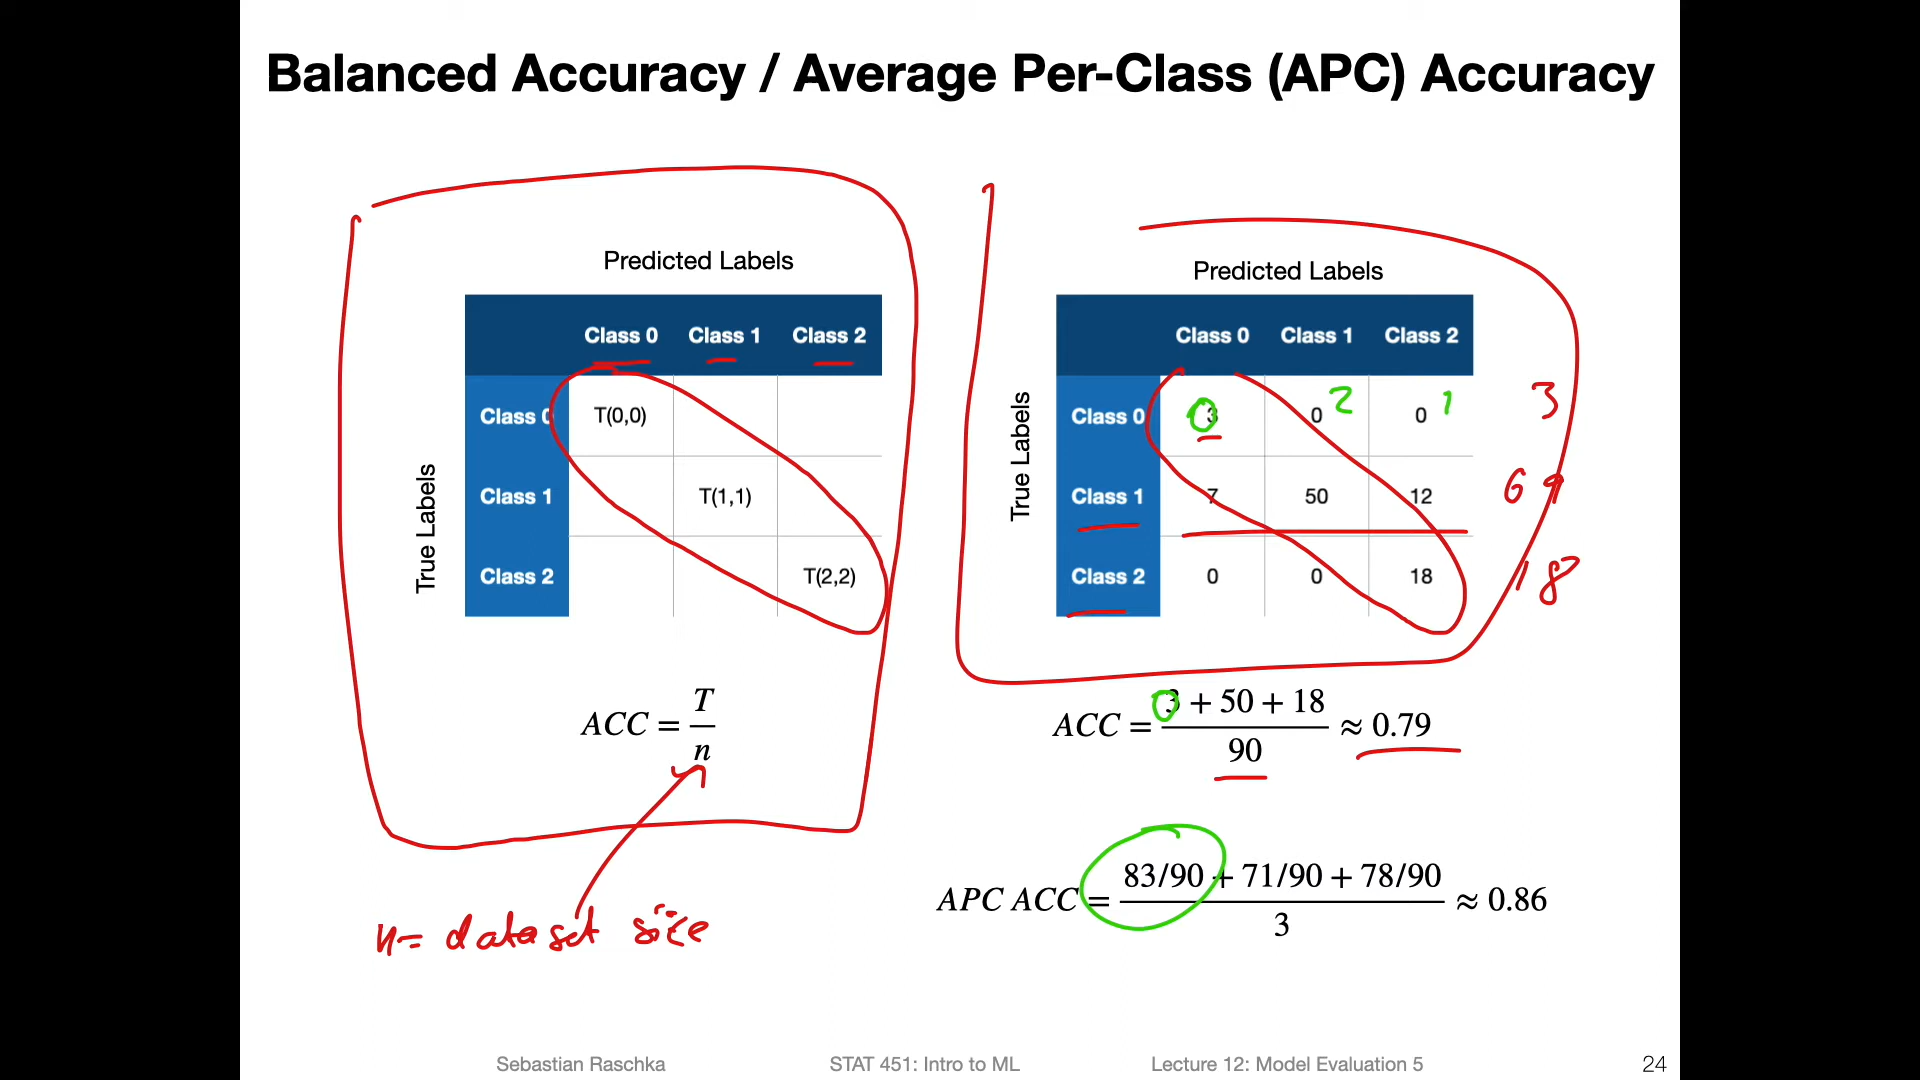 Balanced Accuracy / Average Per-Class (APC) Accuracy
Predicted Labels
Class 0 Class 1 Class 2
True Labels
Class 0 T(0,0)
Class 1 T(1,1)
Class 2 T(2,2)
ACC = T/n
n= dataset size
Predicted Labels
Class 0 Class 1 Class 2
True Labels
Class 0 3 0 0 2 0 1 3
Class 1 7 50 12 69
Class 2 0 0 18 18
ACC = 3 + 50 + 18 / 90 ≈ 0.79
0
APC ACC = 83/90 + 71/90 + 78/90 / 3 ≈ 0.86
Sebastian Raschka STAT 451: Intro to ML Lecture 12: Model Evaluation 5 24